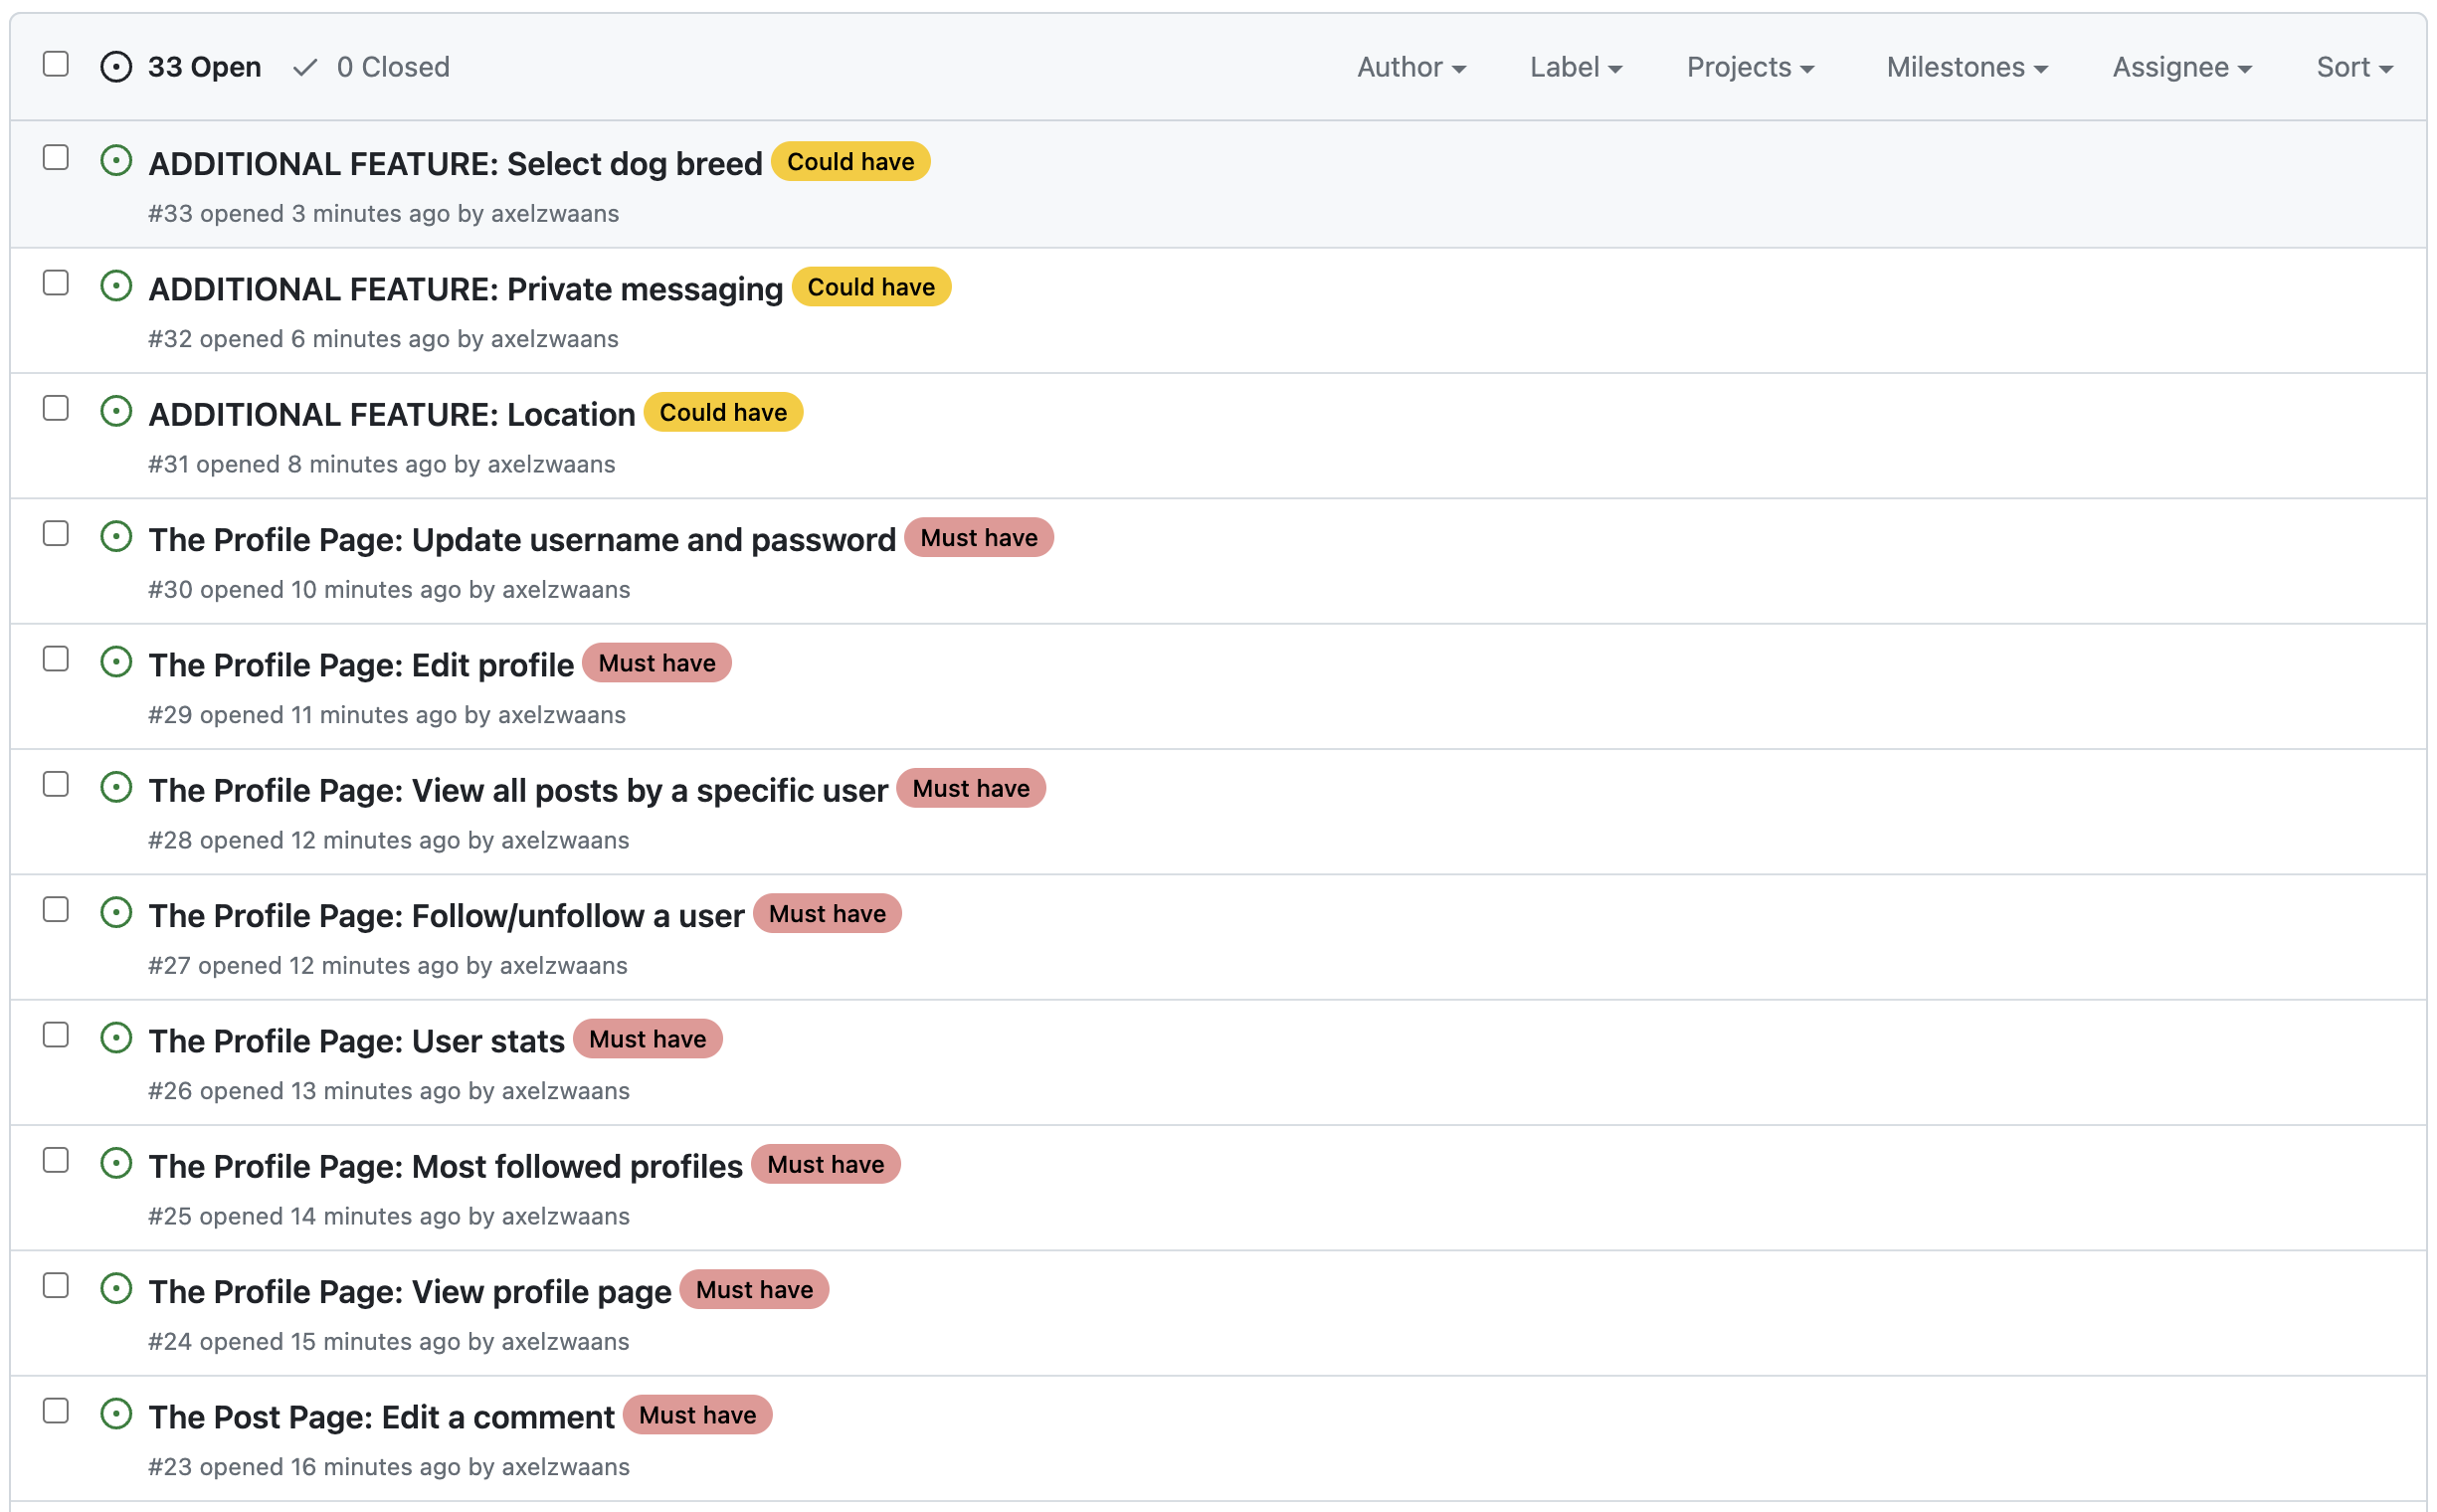 33 Open 0 Closed Author Label Projects Milestones Assignee Sort
ADDITIONAL FEATURE: Select dog breed Could have
#33 opened 3 minutes ago by axelzwaans
ADDITIONAL FEATURE: Private messaging Could have
#32 opened 6 minutes ago by axelzwaans
ADDITIONAL FEATURE: Location Could have
#31 opened 8 minutes ago by axelzwaans
The Profile Page: Update username and password Must have
#30 opened 10 minutes ago by axelzwaans
The Profile Page: Edit profile Must have
#29 opened 11 minutes ago by axelzwaans
The Profile Page: View all posts by a specific user Must have
#28 opened 12 minutes ago by axelzwaans
The Profile Page: Follow/unfollow a user Must have
#27 opened 12 minutes ago by axelzwaans
The Profile Page: User stats Must have
#26 opened 13 minutes ago by axelzwaans
The Profile Page: Most followed profiles Must have
#25 opened 14 minutes ago by axelzwaans
The Profile Page: View profile page Must have
#24 opened 15 minutes ago by axelzwaans
The Post Page: Edit a comment Must have
#23 opened 16 minutes ago by axelzwaans